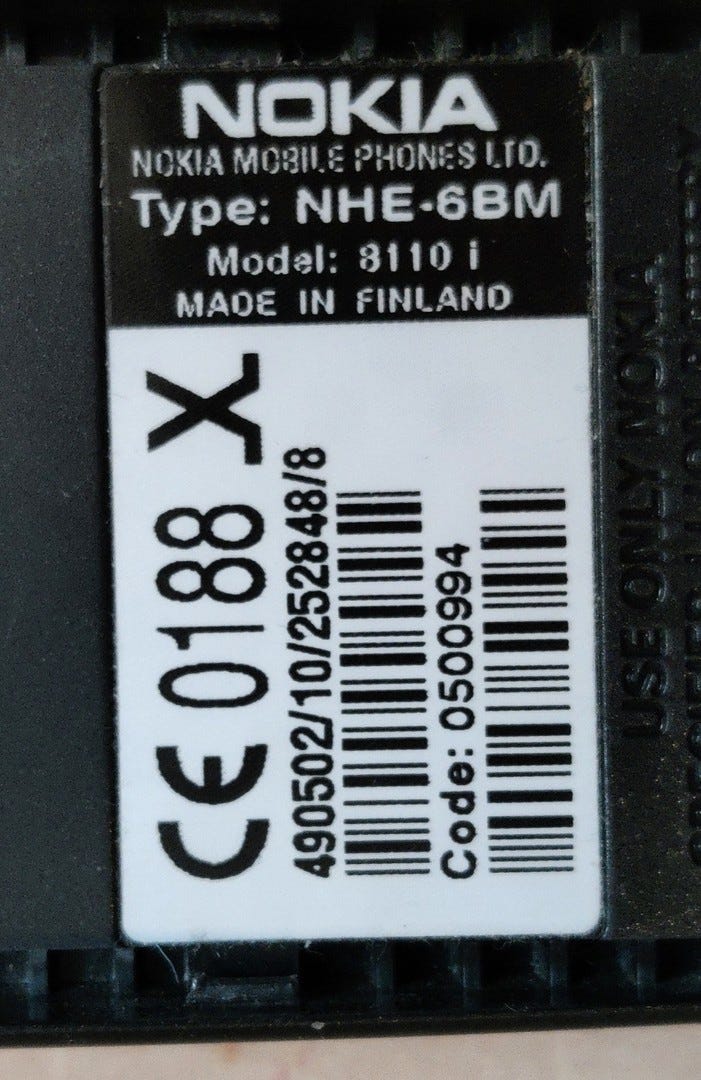 NOKIA
NOKIA MOBILE PHONES LTD.
Type: NHE-6BM
Model: 8110 i
MADE IN FINLAND
CE 0188 X
490502/10/252848/8
Code: 0500994
USE ONLY NOKIA